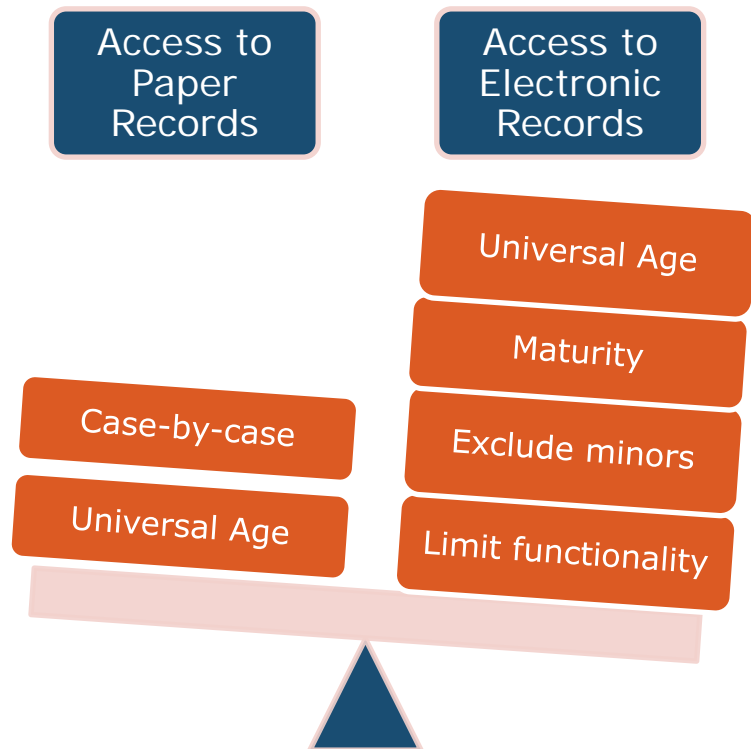 Access to
Paper
Records
Access to
Electronic
Records
Case-by-case
Universal Age
Universal Age
Maturity
Exclude minors
Limit functionality